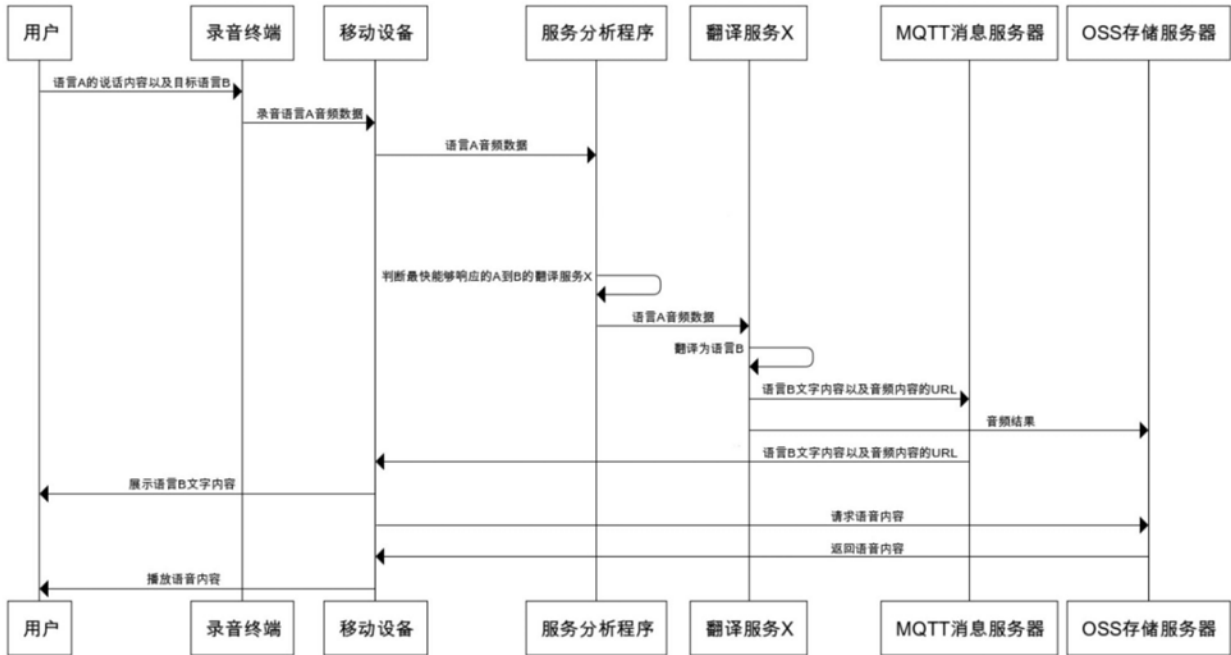 用户 录音终端 移动设备 服务分析程序 翻译服务X MQTT消息服务器 OSS存储服务器
语言A的说话内容以及目标语言B
录音语言A音频数据
语言A音频数据
判断最快能够响应的A到B的翻译服务X
语言A音频数据
翻译为语言B
语言B文字内容以及音频内容的URL
音频结果
语言B文字内容以及音频内容的URL
展示语言B文字内容
请求语音内容
返回语音内容
播放语音内容
用户 录音终端 移动设备 服务分析程序 翻译服务X MQTT消息服务器 OSS存储服务器